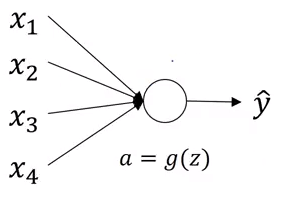 x₁
x₂
x₃
x₄
ŷ
a = g(z)